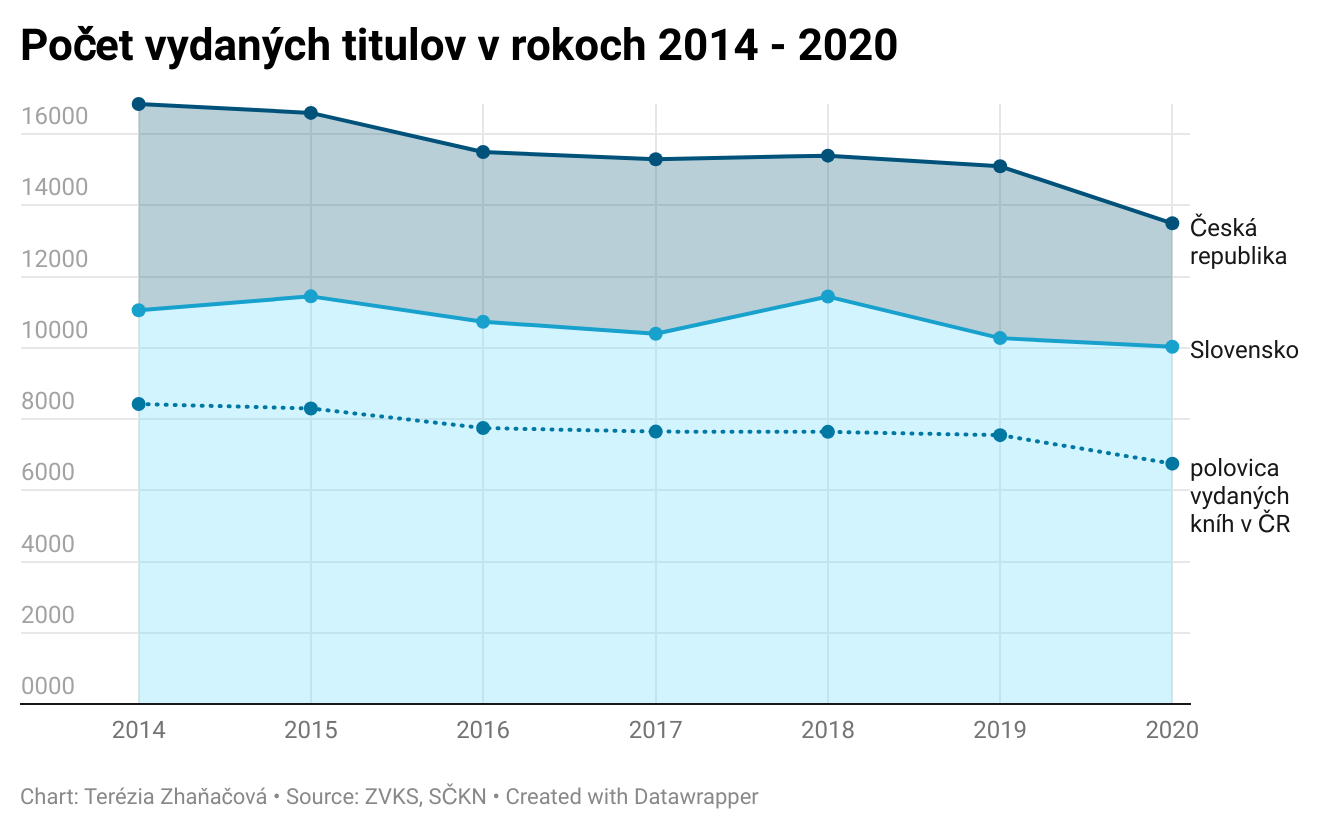 Počet vydaných titulov v rokoch 2014 - 2020
16000
14000
12000
10000
8000
6000
4000
2000
0000
Česká
republika
Slovensko
polovica
vydaných
kníh v ČR
2014 2015 2016 2017 2018 2019 2020
Chart: Terézia Zhaňačová • Source: ZVKS, SČKN • Created with Datawrapper